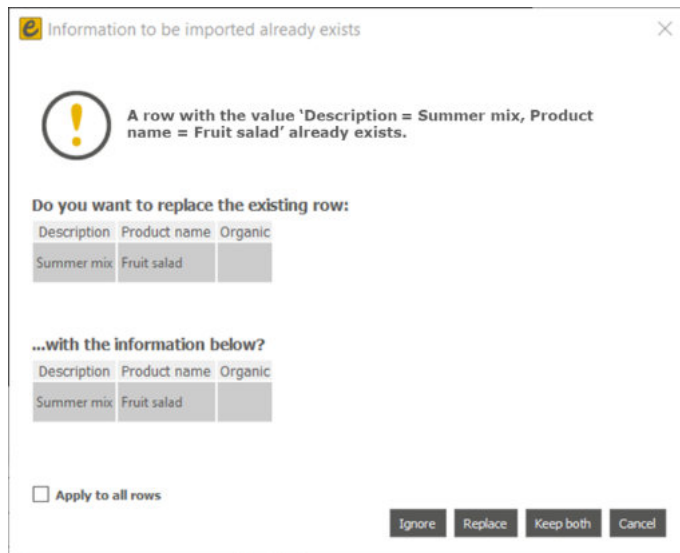 Information to be imported already exists
A row with the value ‘Description = Summer mix, Product
name = Fruit salad’ already exists.
Do you want to replace the existing row:
Description Product name Organic
Summer mix Fruit salad
...with the information below?
Description Product name Organic
Summer mix Fruit salad
Apply to all rows
Ignore Replace Keep both Cancel